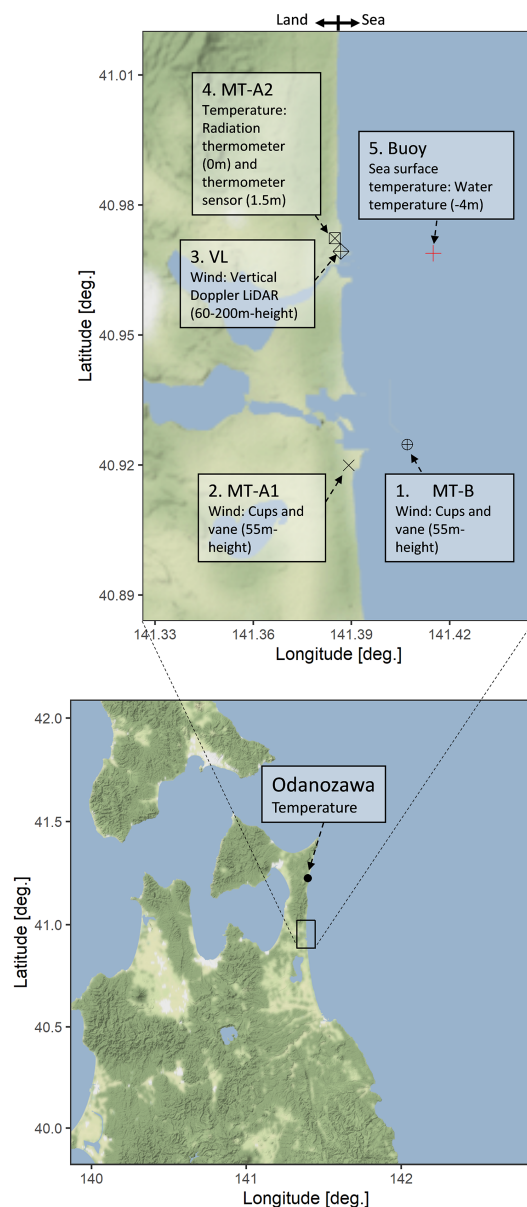 Land
Sea
41.01
40.98
40.95
40.92
40.89
Latitude [deg.]
4. MT-A2
Temperature:
Radiation
thermometer
(0m) and
thermometer
sensor (1.5m)
5. Buoy
Sea surface
temperature: Water
temperature (-4m)
3. VL
Wind: Vertical
Doppler LiDAR
(60-200m-height)
2. MT-A1
Wind: Cups and
vane (55m-
height)
1. MT-B
Wind: Cups and
vane (55m-
height)
141.33
141.36
141.39
141.42
Longitude [deg.]
42.0
41.5
41.0
40.5
40.0
Latitude [deg.]
Odanozawa
Temperature
140
141
142
Longitude [deg.]